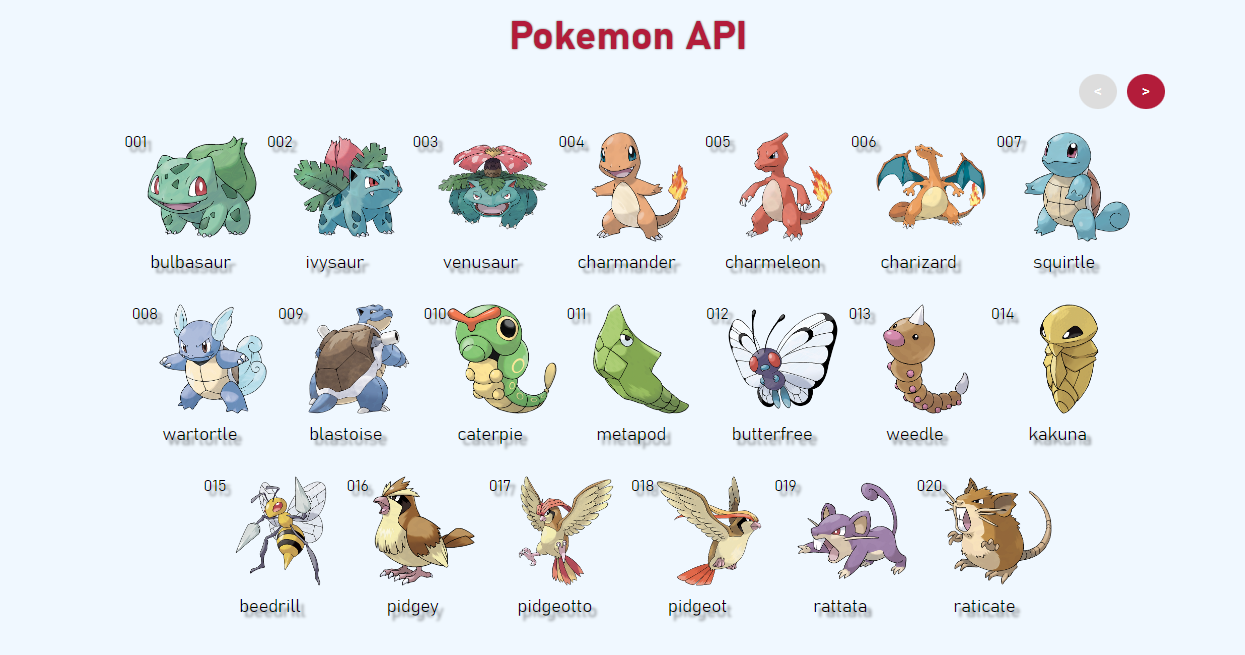 Pokemon API
< >
001 002 003 004 005 006 007
bulbasaur ivysaur venusaur charmander charmeleon charizard squirtle
008 009 010 011 012 013 014
wartortle blastoise caterpie metapod butterfree weedle kakuna
015 016 017 018 019 020
beedrill pidgey pidgeotto pidgeot rattata raticate